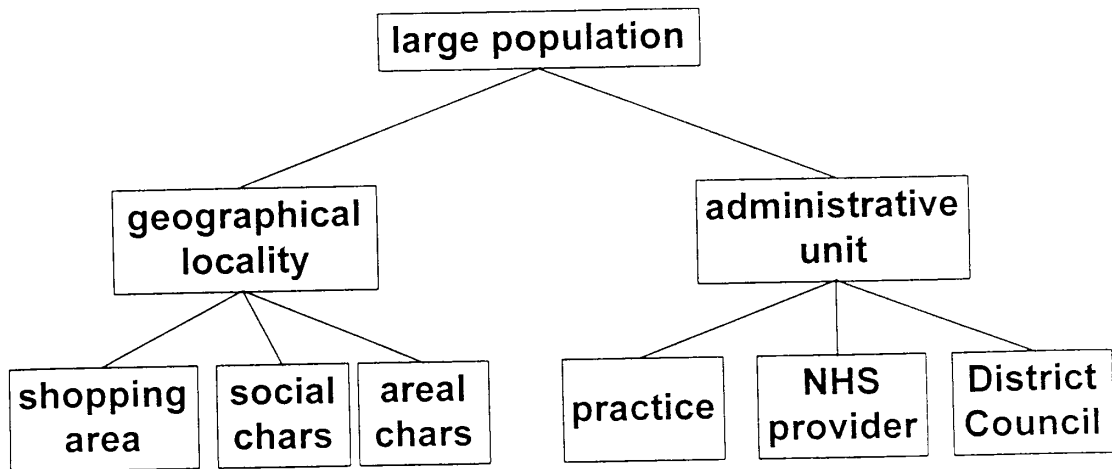 large population
geographical
locality
administrative
unit
shopping
area
social
chars
areal
chars
practice
NHS
provider
District
Council